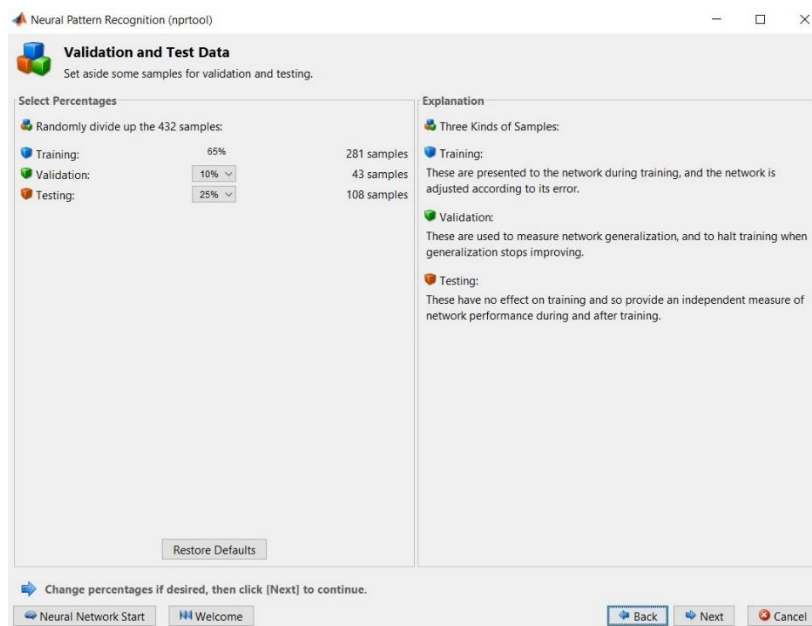 Neural Pattern Recognition (nprtool)
Validation and Test Data
Set aside some samples for validation and testing.
Select Percentages
Randomly divide up the 432 samples:
Training: 65% 281 samples
Validation: 10% 43 samples
Testing: 25% 108 samples
Restore Defaults
Explanation
Three Kinds of Samples:
Training:
These are presented to the network during training, and the network is
adjusted according to its error.
Validation:
These are used to measure network generalization, and to halt training when
generalization stops improving.
Testing:
These have no effect on training and so provide an independent measure of
network performance during and after training.
Change percentages if desired, then click [Next] to continue.
Neural Network Start Welcome Back Next Cancel